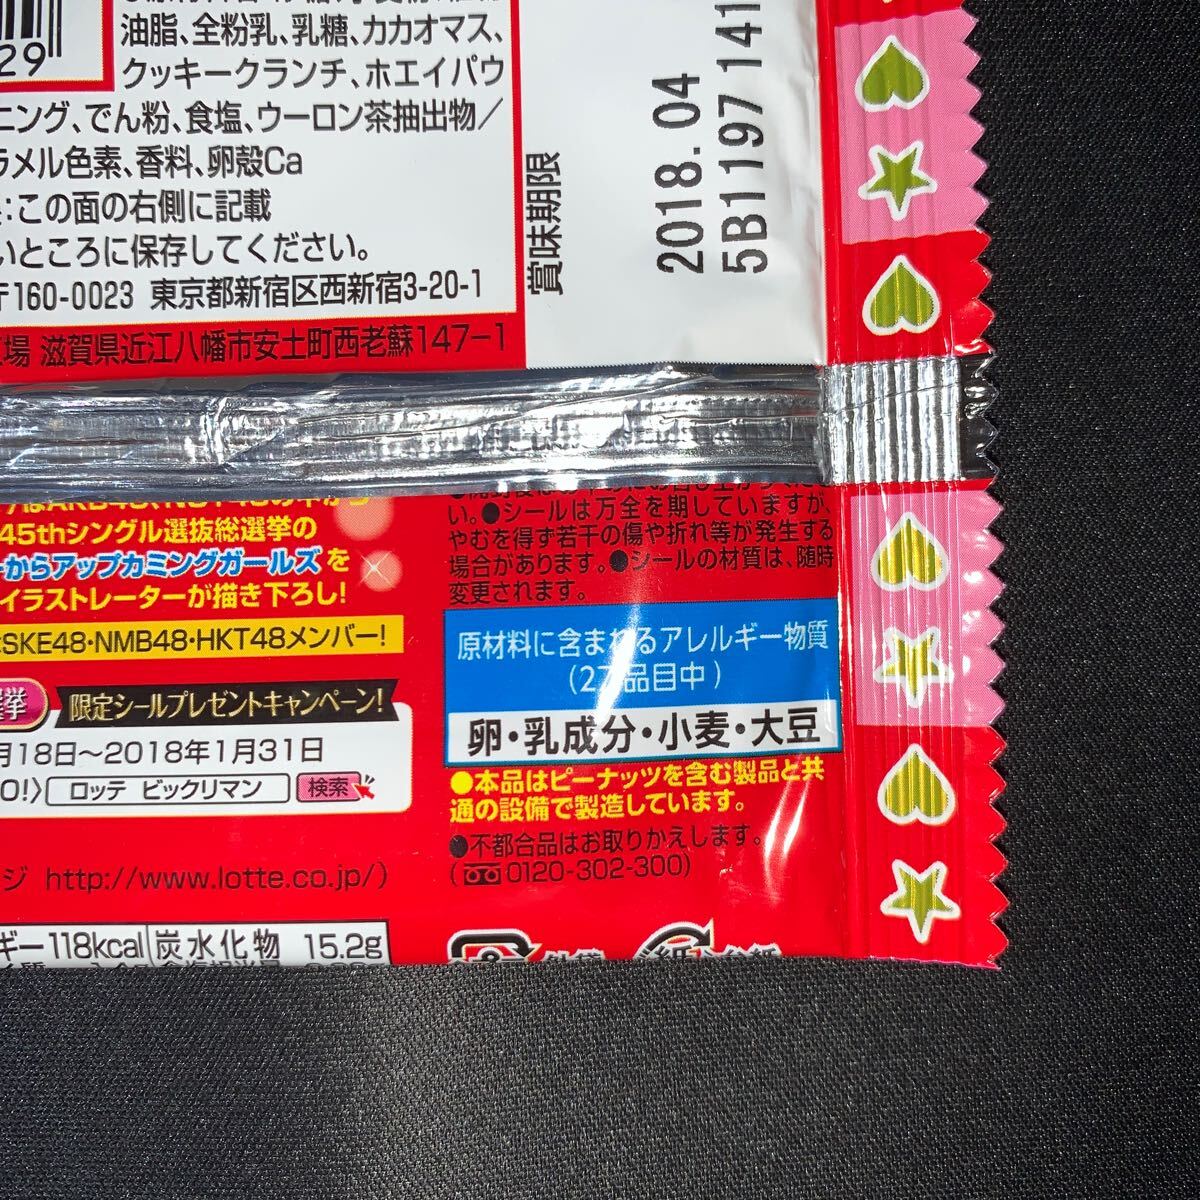 29
油脂、全粉乳、乳糖、カカオマス、
クッキークランチ、ホエイパウ
ニング、でん粉、食塩、ウーロン茶抽出物／
ラメル色素、香料、卵殻Ca
:この面の右側に記載
いところに保存してください。
〒160-0023 東京都新宿区西新宿3-20-1
場 滋賀県近江八幡市安土町西老蘇147-1
賞味期限
2018.04
5B1197 141
45thシングル選抜総選挙の
からアップカミングガールズを
イラストレーターが描き下ろし!
SKE48・NMB48・HKT48メンバー!
挙 限定シールプレゼントキャンペーン!
月18日〜2018年1月31日
O!〉 ロッテ ビックリマン 検索
ジ http://www.lotte.co.jp/)
ギー118kcal 炭水化物 15.2g
い。●シールは万全を期していますが、
やむを得ず若干の傷や折れ等が発生する
場合があります。●シールの材質は、随時
変更されます。
原材料に含まれるアレルギー物質
(27品目中)
卵・乳成分・小麦・大豆
●本品はピーナッツを含む製品と共
通の設備で製造しています。
●不都合品はお取りかえします。
(0120-302-300)